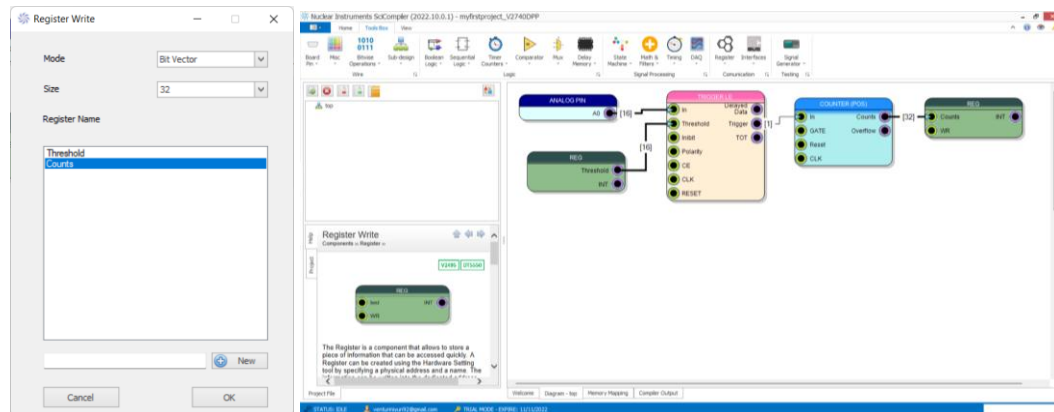 Register Write
Mode
Bit Vector
Size
32
Register Name
Threshold
Counts
New
Cancel
OK
Nuclear Instruments SciCompiler (2022.10.0.1) - myfirstproject_V2740DPP
Home Tools Box View
Board Pin
Misc
Bitwise Operations
Sub-design
Boolean Logic
Sequential Logic
Timer Counters
Comparator
Mux
Delay Memory
State Machine
Math & Filters
Timing
DAQ
Register
Interfaces
Signal Generator
Wire
Logic
Signal Processing
Comunication
Testing
top
Help
Project
Register Write
Components » Register »
V2495 DT5550
REG
test INT
WR
The Register is a component that allows to store a
piece of information that can be accessed quickly. A
Register can be created using the Hardware Setting
tool by specifying a physical address and a name. The
Project File
ANALOG PIN
A0
[16]
REG
Threshold
INT
[16]
TRIGGER LE
In Delayed Data
Threshold Trigger
Inibit TOT
Polarity
CE
CLK
RESET
[1]
COUNTER (POS)
IN Counts
GATE Overflow
Reset
CLK
[32]
REG
Counts INT
WR
Welcome Diagram - top Memory Mapping Compiler Output
STATUS: IDLE
TRIAL MODE - EXPIRE: 11/11/2022